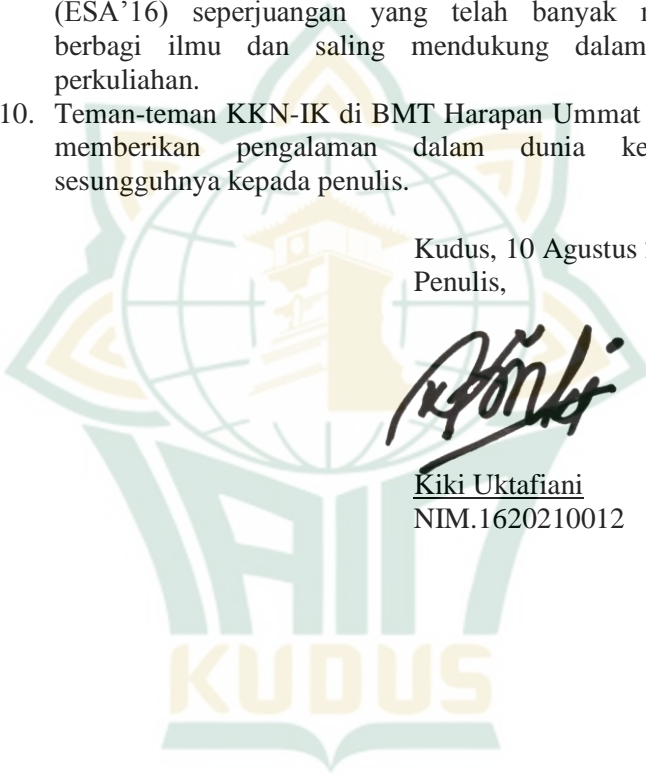 (ESA’16) seperjuangan yang telah banyak
berbagi ilmu dan saling mendukung dalam
perkuliahan.
10. Teman-teman KKN-IK di BMT Harapan Ummat
memberikan pengalaman dalam dunia
sesungguhnya kepada penulis.
Kudus, 10 Agustus
Penulis,
Kiki Uktafiani
NIM.1620210012
IAIN
KUDUS